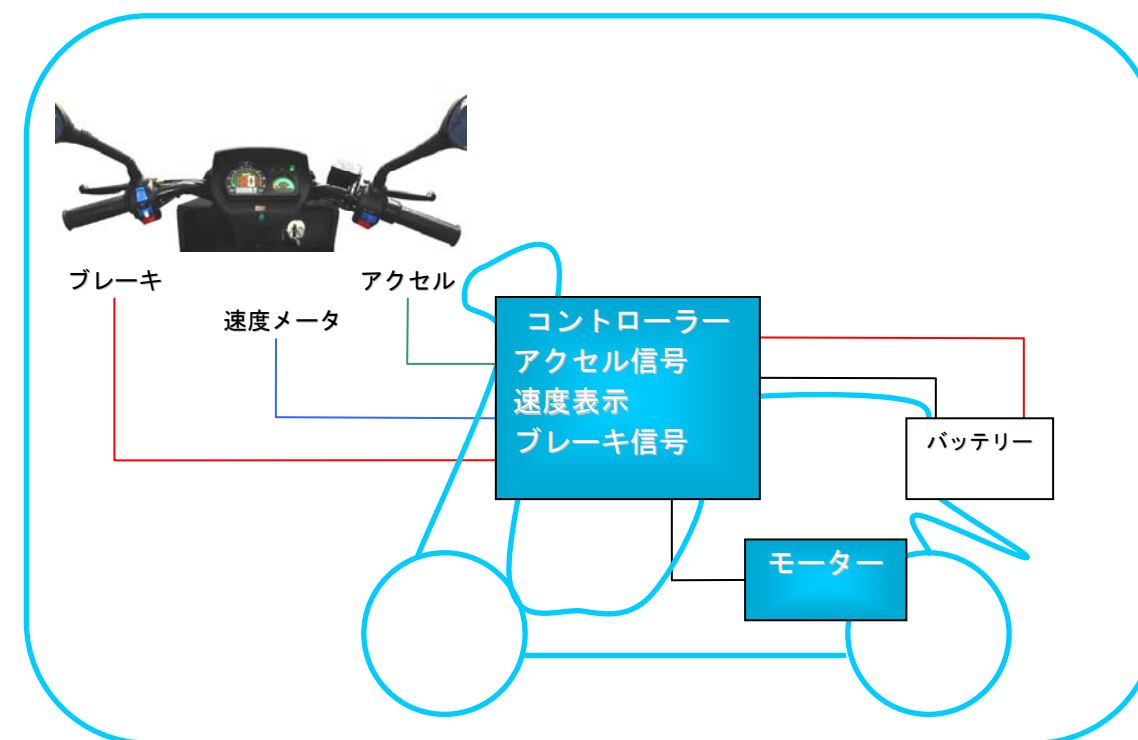 ブレーキ
アクセル
速度メータ
コントローラー
アクセル信号
速度表示
ブレーキ信号
バッテリー
モーター